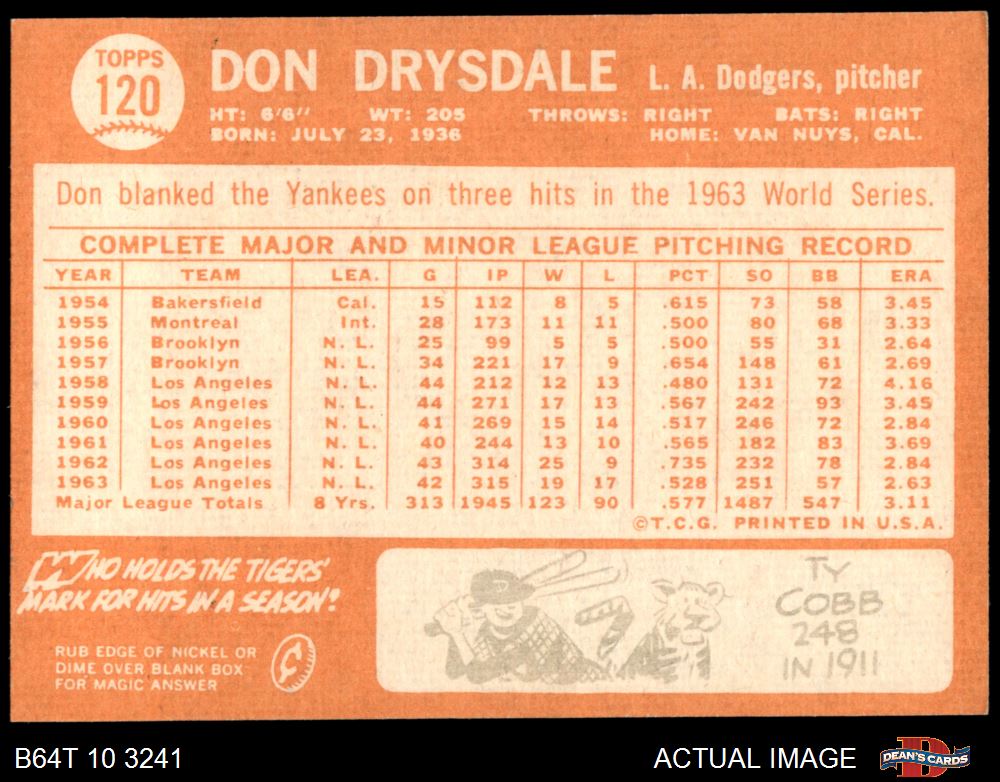 TOPPS
120
DON DRYSDALE L. A. Dodgers, pitcher
HT: 6'6" WT: 205 THROWS: RIGHT BATS: RIGHT
BORN: JULY 23, 1936 HOME: VAN NUYS, CAL.
Don blanked the Yankees on three hits in the 1963 World Series.
COMPLETE MAJOR AND MINOR LEAGUE PITCHING RECORD
YEAR TEAM LEA. G IP W L PCT SO BB ERA
1954 Bakersfield Cal. 15 112 8 5 .615 73 58 3.45
1955 Montreal Int. 28 173 11 11 .500 80 68 3.33
1956 Brooklyn N. L. 25 99 5 5 .500 55 31 2.64
1957 Brooklyn N. L. 34 221 17 9 .654 148 61 2.69
1958 Los Angeles N. L. 44 212 12 13 .480 131 72 4.16
1959 Los Angeles N. L. 44 271 17 13 .567 242 93 3.45
1960 Los Angeles N. L. 41 269 15 14 .517 246 72 2.84
1961 Los Angeles N. L. 40 244 13 10 .565 182 83 3.69
1962 Los Angeles N. L. 43 314 25 9 .735 232 78 2.84
1963 Los Angeles N. L. 42 315 19 17 .528 251 57 2.63
Major League Totals 8 Yrs. 313 1945 123 90 .577 1487 547 3.11
©T.C.G. PRINTED IN U.S.A.
WHO HOLDS THE TIGERS'
MARK FOR HITS IN A SEASON?
RUB EDGE OF NICKEL OR
DIME OVER BLANK BOX
FOR MAGIC ANSWER
TY
COBB
248
IN 1911
B64T 10 3241 ACTUAL IMAGE DEAN'S CARDS